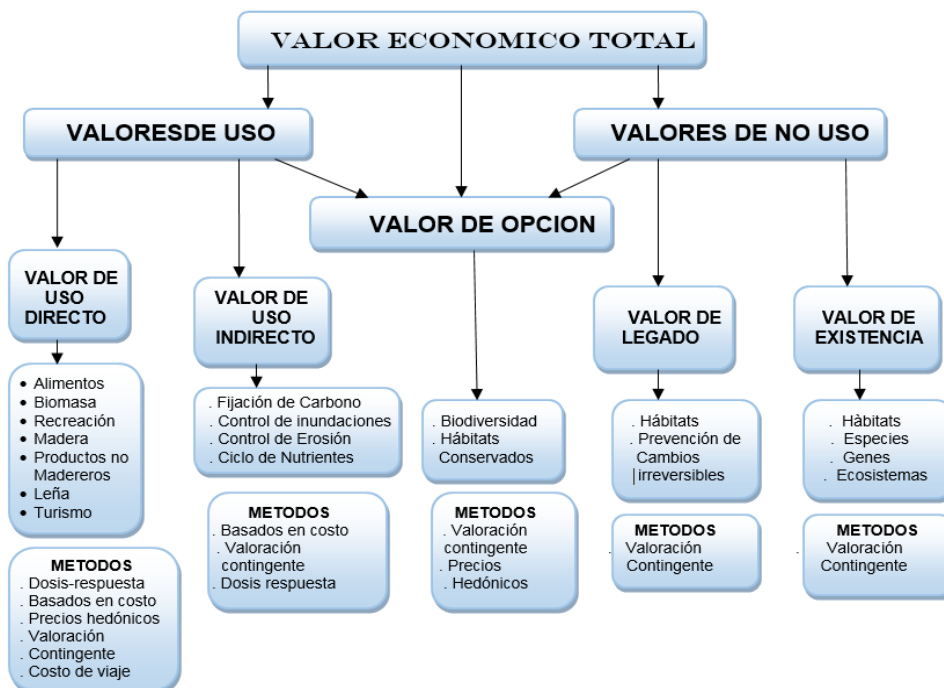 VALOR ECONOMICO TOTAL
VALORESDE USO
VALORES DE NO USO
VALOR DE OPCION
VALOR DE
USO
DIRECTO
VALOR DE
USO
INDIRECTO
VALOR DE
LEGADO
VALOR DE
EXISTENCIA
• Alimentos
• Biomasa
• Recreación
• Madera
• Productos no
Madereros
• Leña
• Turismo
. Fijación de Carbono
. Control de inundaciones
. Control de Erosión
. Ciclo de Nutrientes
. Biodiversidad
. Hábitats
Conservados
. Hábitats
. Prevención de
Cambios
|irreversibles
. Hàbitats
. Especies
. Genes
. Ecosistemas
METODOS
. Dosis-respuesta
. Basados en costo
. Precios hedónicos
. Valoración
. Contingente
. Costo de viaje
METODOS
. Basados en costo
. Valoración
contingente
. Dosis respuesta
METODOS
. Valoración
contingente
. Precios
. Hedónicos
METODOS
. Valoración
Contingente
METODOS
. Valoración
Contingente